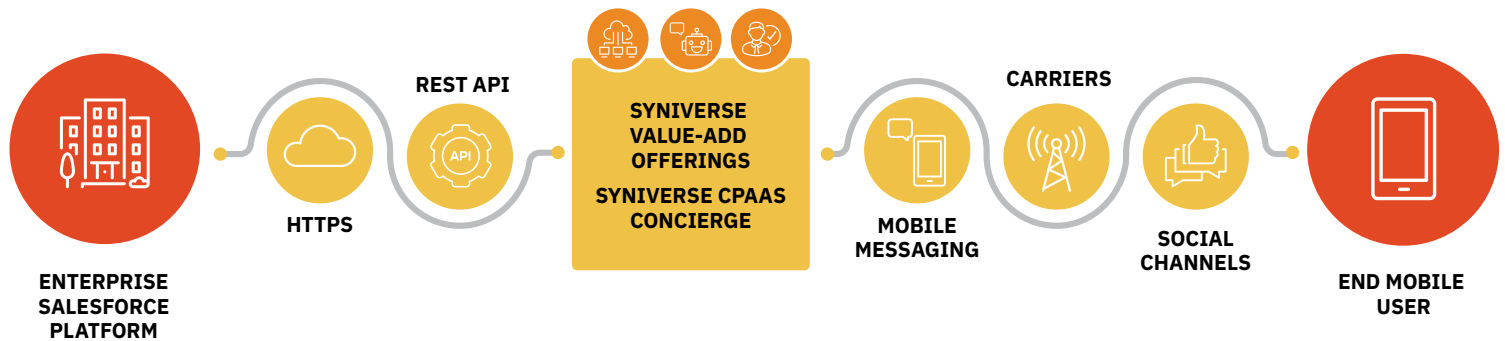 ENTERPRISE
SALESFORCE
PLATFORM
HTTPS
REST API
API
SYNIVERSE
VALUE-ADD
OFFERINGS
SYNIVERSE CPAAS
CONCIERGE
MOBILE
MESSAGING
CARRIERS
SOCIAL
CHANNELS
END MOBILE
USER